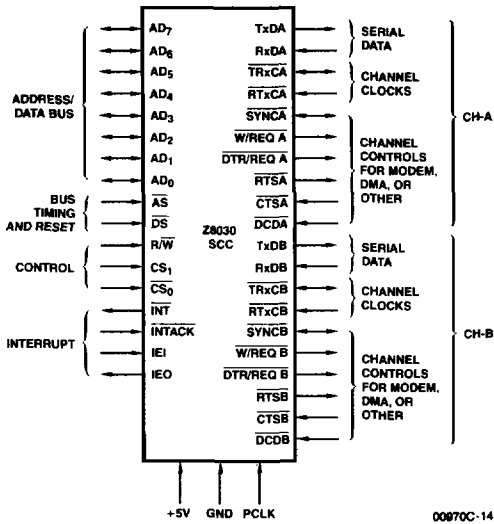 ADDRESS/
DATA BUS
BUS
TIMING
AND RESET
CONTROL
INTERRUPT
AD7
AD6
AD5
AD4
AD3
AD2
AD1
AD0
AS
DS
R/W
CS1
CS0
INT
INTACK
IEI
IEO
Z8030
SCC
TxDA
RxDA
TRxCA
RTxCA
SYNCA
W/REQ A
DTR/REQ A
RTSA
CTSA
DCDA
TxDB
RxDB
TRxCB
RTxCB
SYNCB
W/REQ B
DTR/REQ B
RTSB
CTSB
DCDB
SERIAL
DATA
CHANNEL
CLOCKS
CHANNEL
CONTROLS
FOR MODEM,
DMA, OR
OTHER
CH-A
SERIAL
DATA
CHANNEL
CLOCKS
CHANNEL
CONTROLS
FOR MODEM,
DMA, OR
OTHER
CH-B
+5V GND PCLK
00970C-14